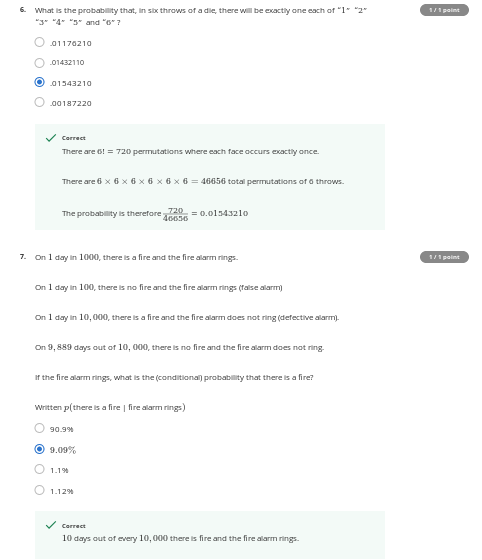 6. What is the probability that, in six throws of a die, there will be exactly one each of “1” “2” 1 / 1 point
“3” “4” “5” and “6” ?
.01176210
.01432110
.01543210
.00187220
Correct
There are 6! = 720 permutations where each face occurs exactly once.
There are 6 × 6 × 6 × 6 × 6 × 6 = 46656 total permutations of 6 throws.
The probability is therefore 720/46656 = 0.01543210
7. On 1 day in 1000, there is a fire and the fire alarm rings. 1 / 1 point
On 1 day in 100, there is no fire and the fire alarm rings (false alarm)
On 1 day in 10,000, there is a fire and the fire alarm does not ring (defective alarm).
On 9,889 days out of 10,000, there is no fire and the fire alarm does not ring.
If the fire alarm rings, what is the (conditional) probability that there is a fire?
Written p(there is a fire | fire alarm rings)
90.9%
9.09%
1.1%
1.12%
Correct
10 days out of every 10,000 there is fire and the fire alarm rings.